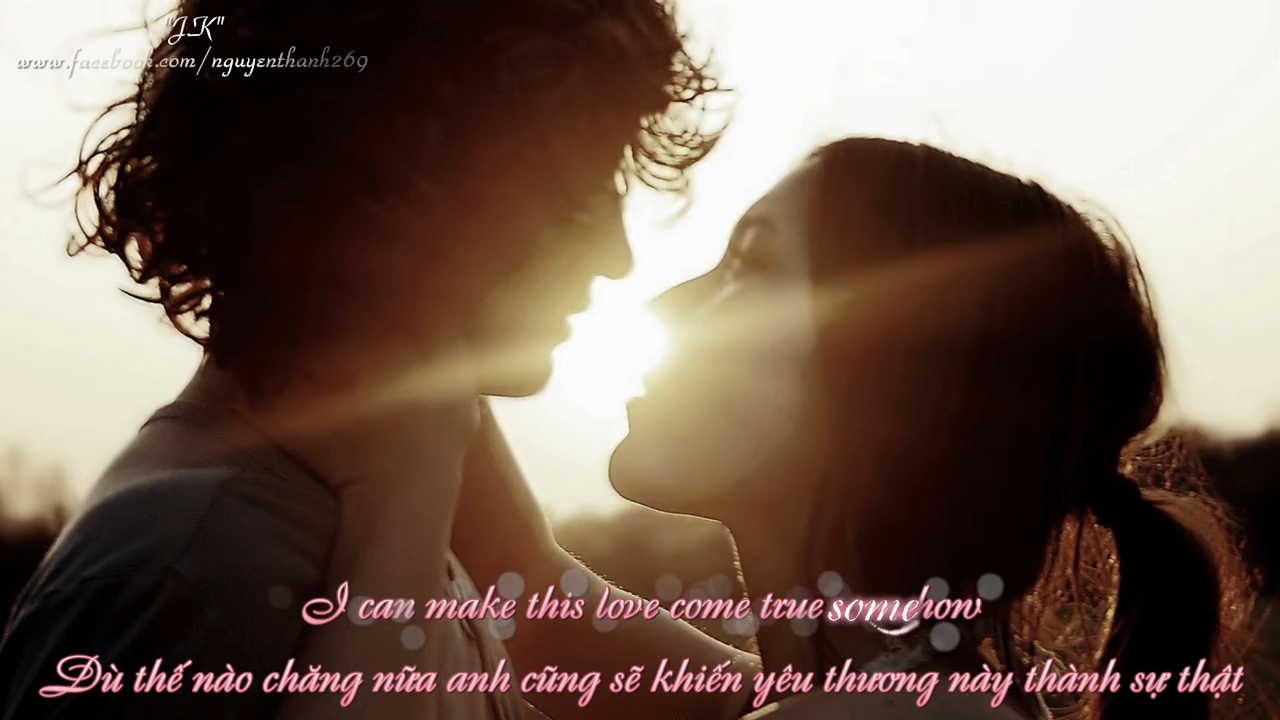 "J.K"
www.facebook.com/nguyenthanh269
I can make this love come true somehow
Dù thế nào chăng nữa anh cũng sẽ khiến yêu thương này thành sự thật